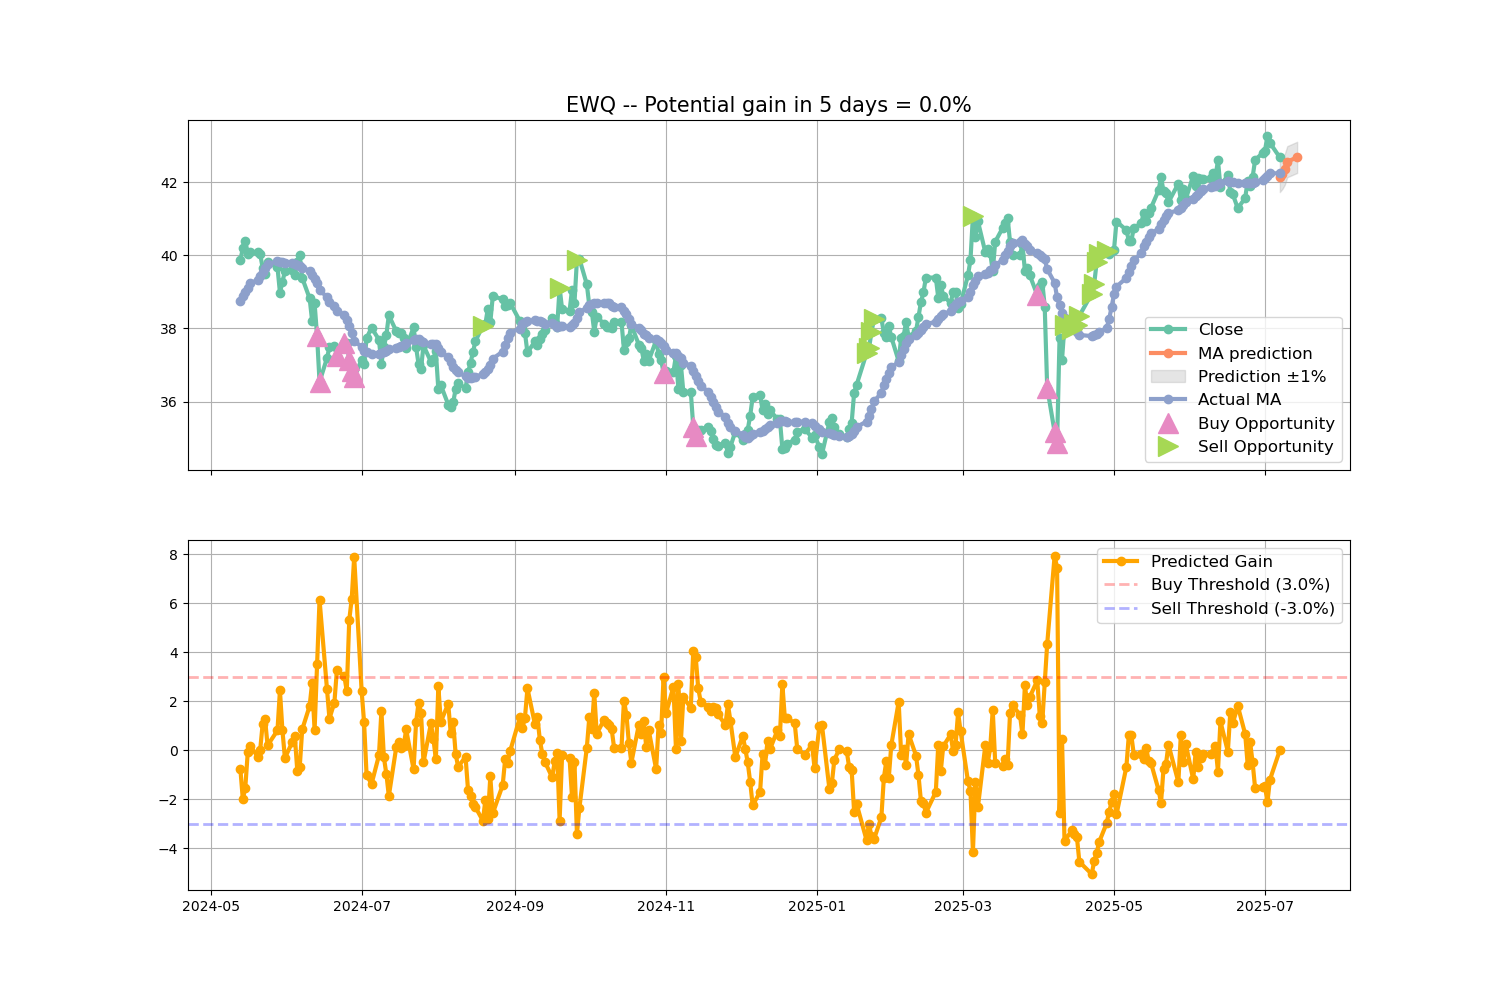 EWQ -- Potential gain in 5 days = 0.0%
42
40
38
36
Close
MA prediction
Prediction ±1%
Actual MA
Buy Opportunity
Sell Opportunity
8
6
4
2
0
−2
−4
Predicted Gain
Buy Threshold (3.0%)
Sell Threshold (-3.0%)
2024-05 2024-07 2024-09 2024-11 2025-01 2025-03 2025-05 2025-07